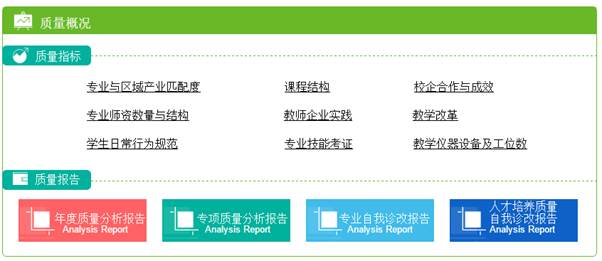 质量概况
质量指标
专业与区域产业匹配度 课程结构 校企合作与成效
专业师资数量与结构 教师企业实践 教学改革
学生日常行为规范 专业技能考证 教学仪器设备及工位数
质量报告
年度质量分析报告
Analysis Report
专项质量分析报告
Analysis Report
专业自我诊改报告
Analysis Report
人才培养质量
自我诊改报告
Analysis Report